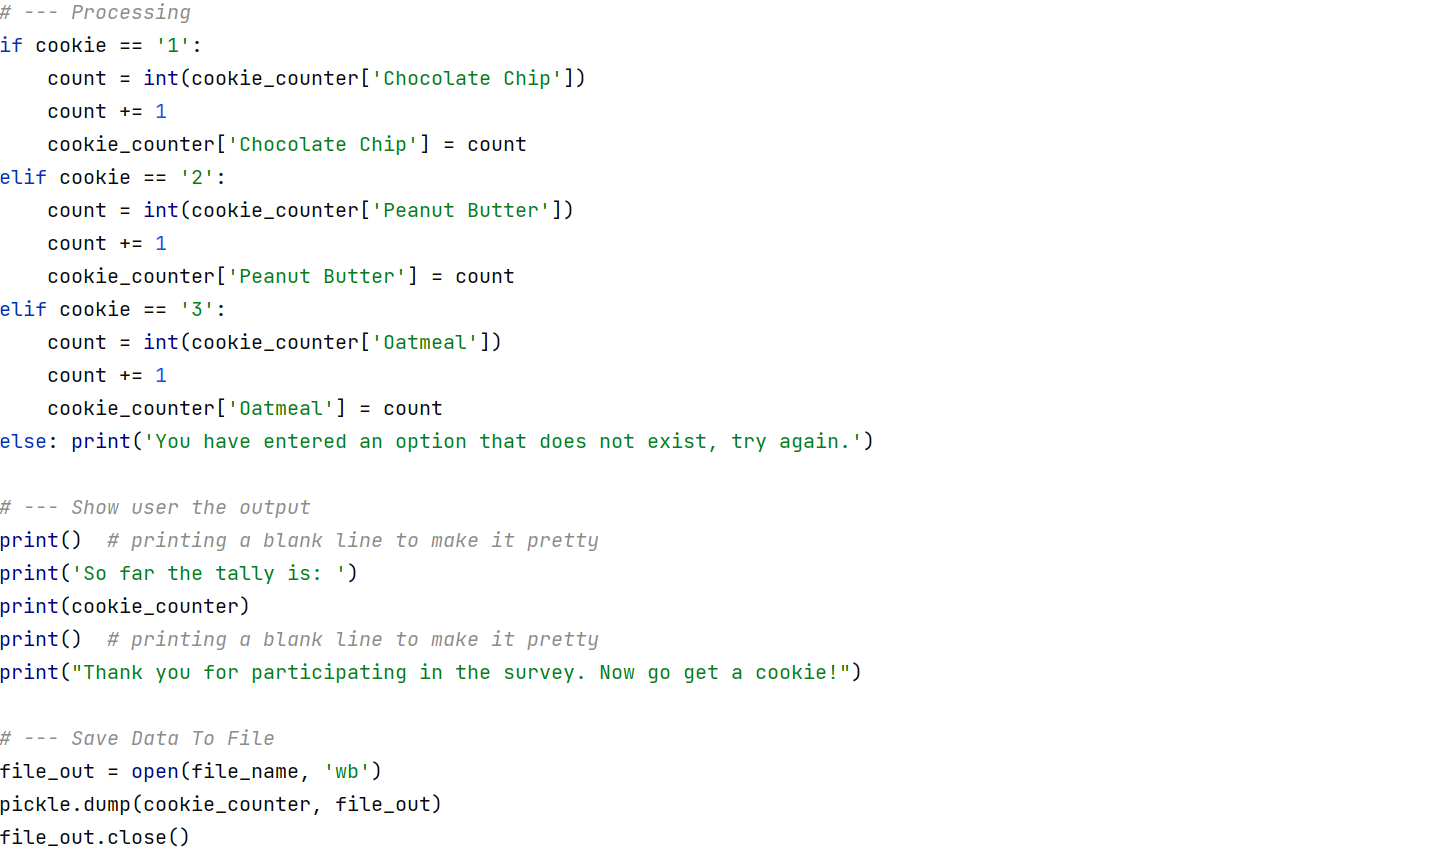 # --- Processing
if cookie == '1':
    count = int(cookie_counter['Chocolate Chip'])
    count += 1
    cookie_counter['Chocolate Chip'] = count
elif cookie == '2':
    count = int(cookie_counter['Peanut Butter'])
    count += 1
    cookie_counter['Peanut Butter'] = count
elif cookie == '3':
    count = int(cookie_counter['Oatmeal'])
    count += 1
    cookie_counter['Oatmeal'] = count
else: print('You have entered an option that does not exist, try again.')

# --- Show user the output
print()  # printing a blank line to make it pretty
print('So far the tally is: ')
print(cookie_counter)
print()  # printing a blank line to make it pretty
print("Thank you for participating in the survey. Now go get a cookie!")

# --- Save Data To File
file_out = open(file_name, 'wb')
pickle.dump(cookie_counter, file_out)
file_out.close()